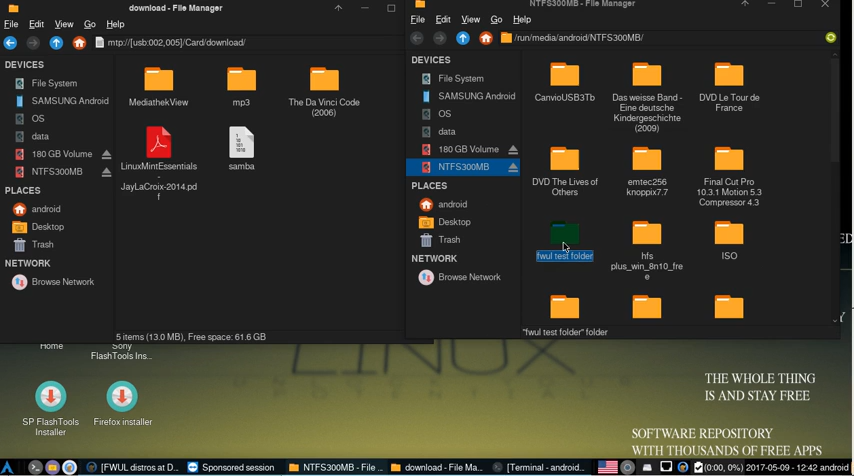 download - File Manager
File Edit View Go Help
mtp://[usb:002,005]/Card/download/
DEVICES
File System
SAMSUNG Android
OS
data
180 GB Volume
NTFS300MB
PLACES
android
Desktop
Trash
NETWORK
Browse Network
MediathekView
mp3
The Da Vinci Code
(2006)
LinuxMintEssentials
-
JayLaCroix-2014.pd
f
samba
5 items (13.0 MB), Free space: 61.6 GB
NTFS300MB - File Manager
File Edit View Go Help
/run/media/android/NTFS300MB/
DEVICES
File System
SAMSUNG Android
OS
data
180 GB Volume
NTFS300MB
PLACES
android
Desktop
Trash
NETWORK
Browse Network
CanvioUSB3Tb
Das weisse Band -
Eine deutsche
Kindergeschichte
(2009)
DVD Le Tour de
France
DVD The Lives of
Others
emtec256
knoppix7.7
Final Cut Pro
10.3.1 Motion 5.3
Compressor 4.3
fwul test folder
hfs
plus_win_8n10_fre
e
ISO
"fwul test folder" folder
Home
Sony
FlashTools Ins...
SP FlashTools
Installer
Firefox installer
LINUX
THE WHOLE THING
IS AND STAY FREE
SOFTWARE REPOSITORY
WITH THOUSANDS OF FREE APPS
[FWUL distros at D...
Sponsored session
NTFS300MB - File ...
download - File Ma...
[Terminal - android...
(0:00, 0%)
2017-05-09 - 12:42 android